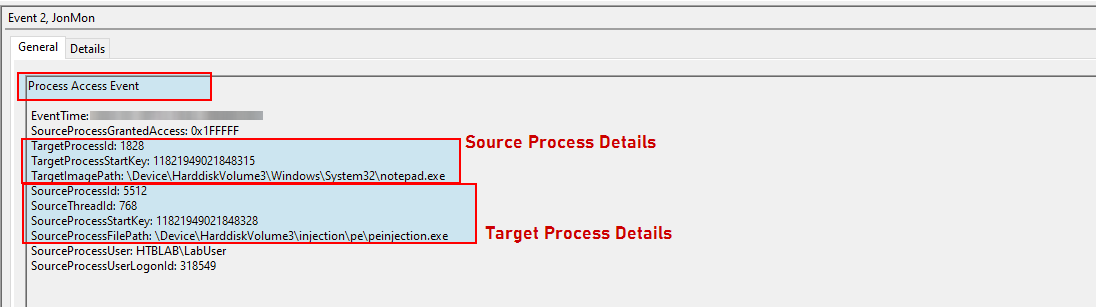 Event 2, JonMon
General Details
Process Access Event
EventTime:
SourceProcessGrantedAccess: 0x1FFFFF
TargetProcessId: 1828
Source Process Details
TargetProcessStartKey: 11821949021848315
TargetImagePath: \Device\HarddiskVolume3\Windows\System32\notepad.exe
SourceProcessId: 5512
SourceThreadId: 768
SourceProcessStartKey: 11821949021848328
SourceProcessFilePath: \Device\HarddiskVolume3\injection\pe\peinjection.exe
Target Process Details
SourceProcessUser: HTBLAB\LabUser
SourceProcessUserLogonId: 318549